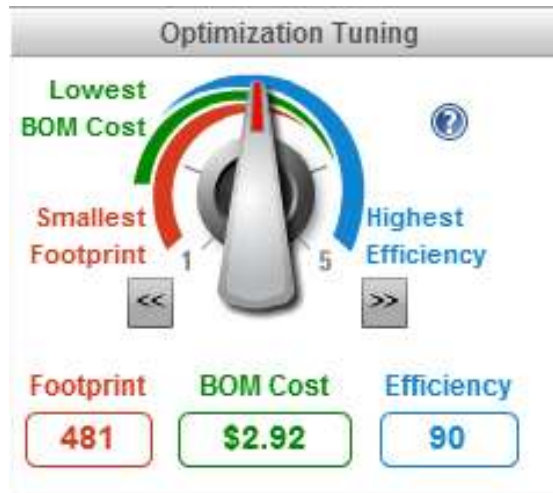 Optimization Tuning
Lowest
BOM Cost
?
Smallest
Footprint
Highest
Efficiency
1
5
<<
>>
Footprint
BOM Cost
Efficiency
481
$2.92
90